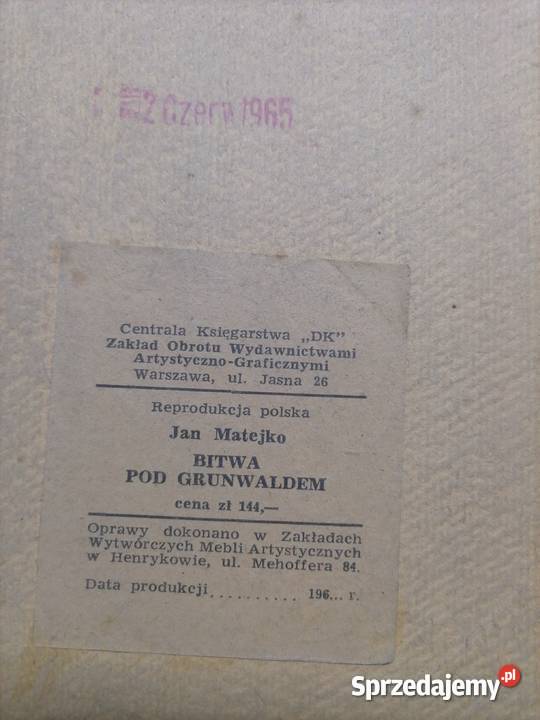 2 Czerw 1965
Centrala Księgarstwa „DK”
Zakład Obrotu Wydawnictwami
Artystyczno-Graficznymi
Warszawa, ul. Jasna 26
Reprodukcja polska
Jan Matejko
BITWA
POD GRUNWALDEM
cena zł 144,—
Oprawy dokonano w Zakładach
Wytwórczych Mebli Artystycznych
w Henrykowie, ul. Mehoffera 84.
Data produkcji.......... 196... r.
Sprzedajemy.pl